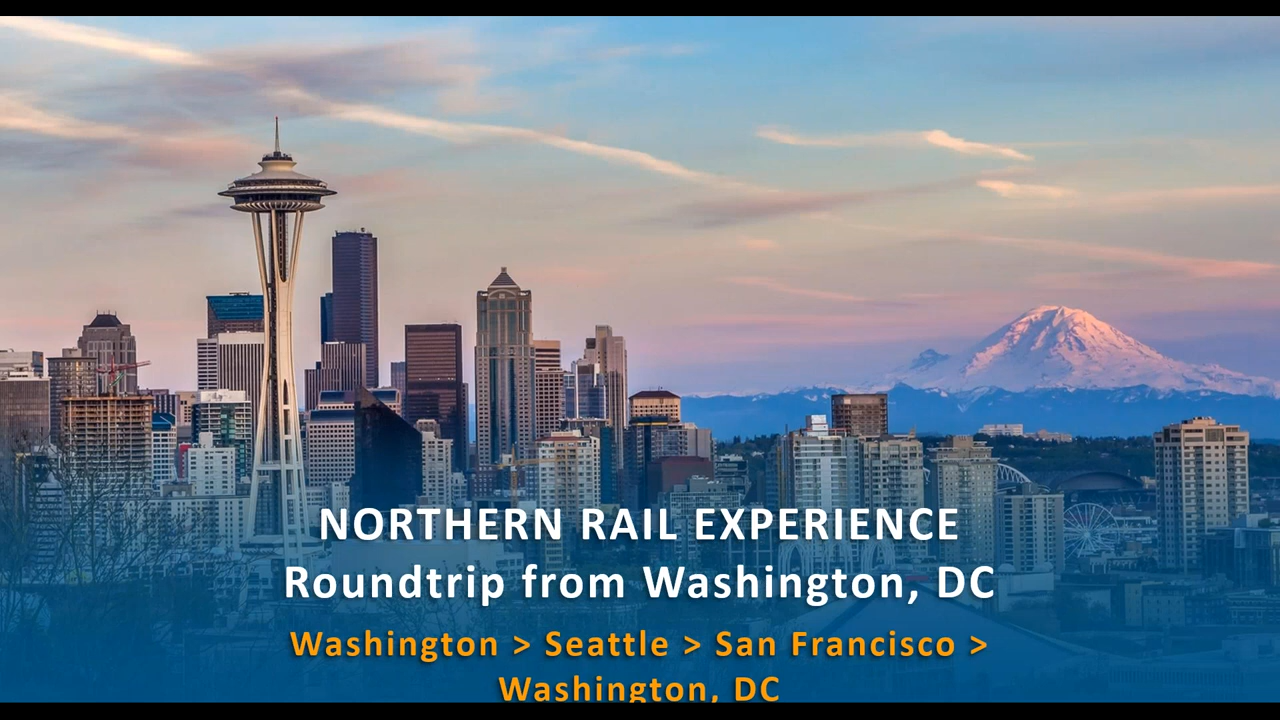 NORTHERN RAIL EXPERIENCE
Roundtrip from Washington, DC
Washington > Seattle > San Francisco >
Washington, DC